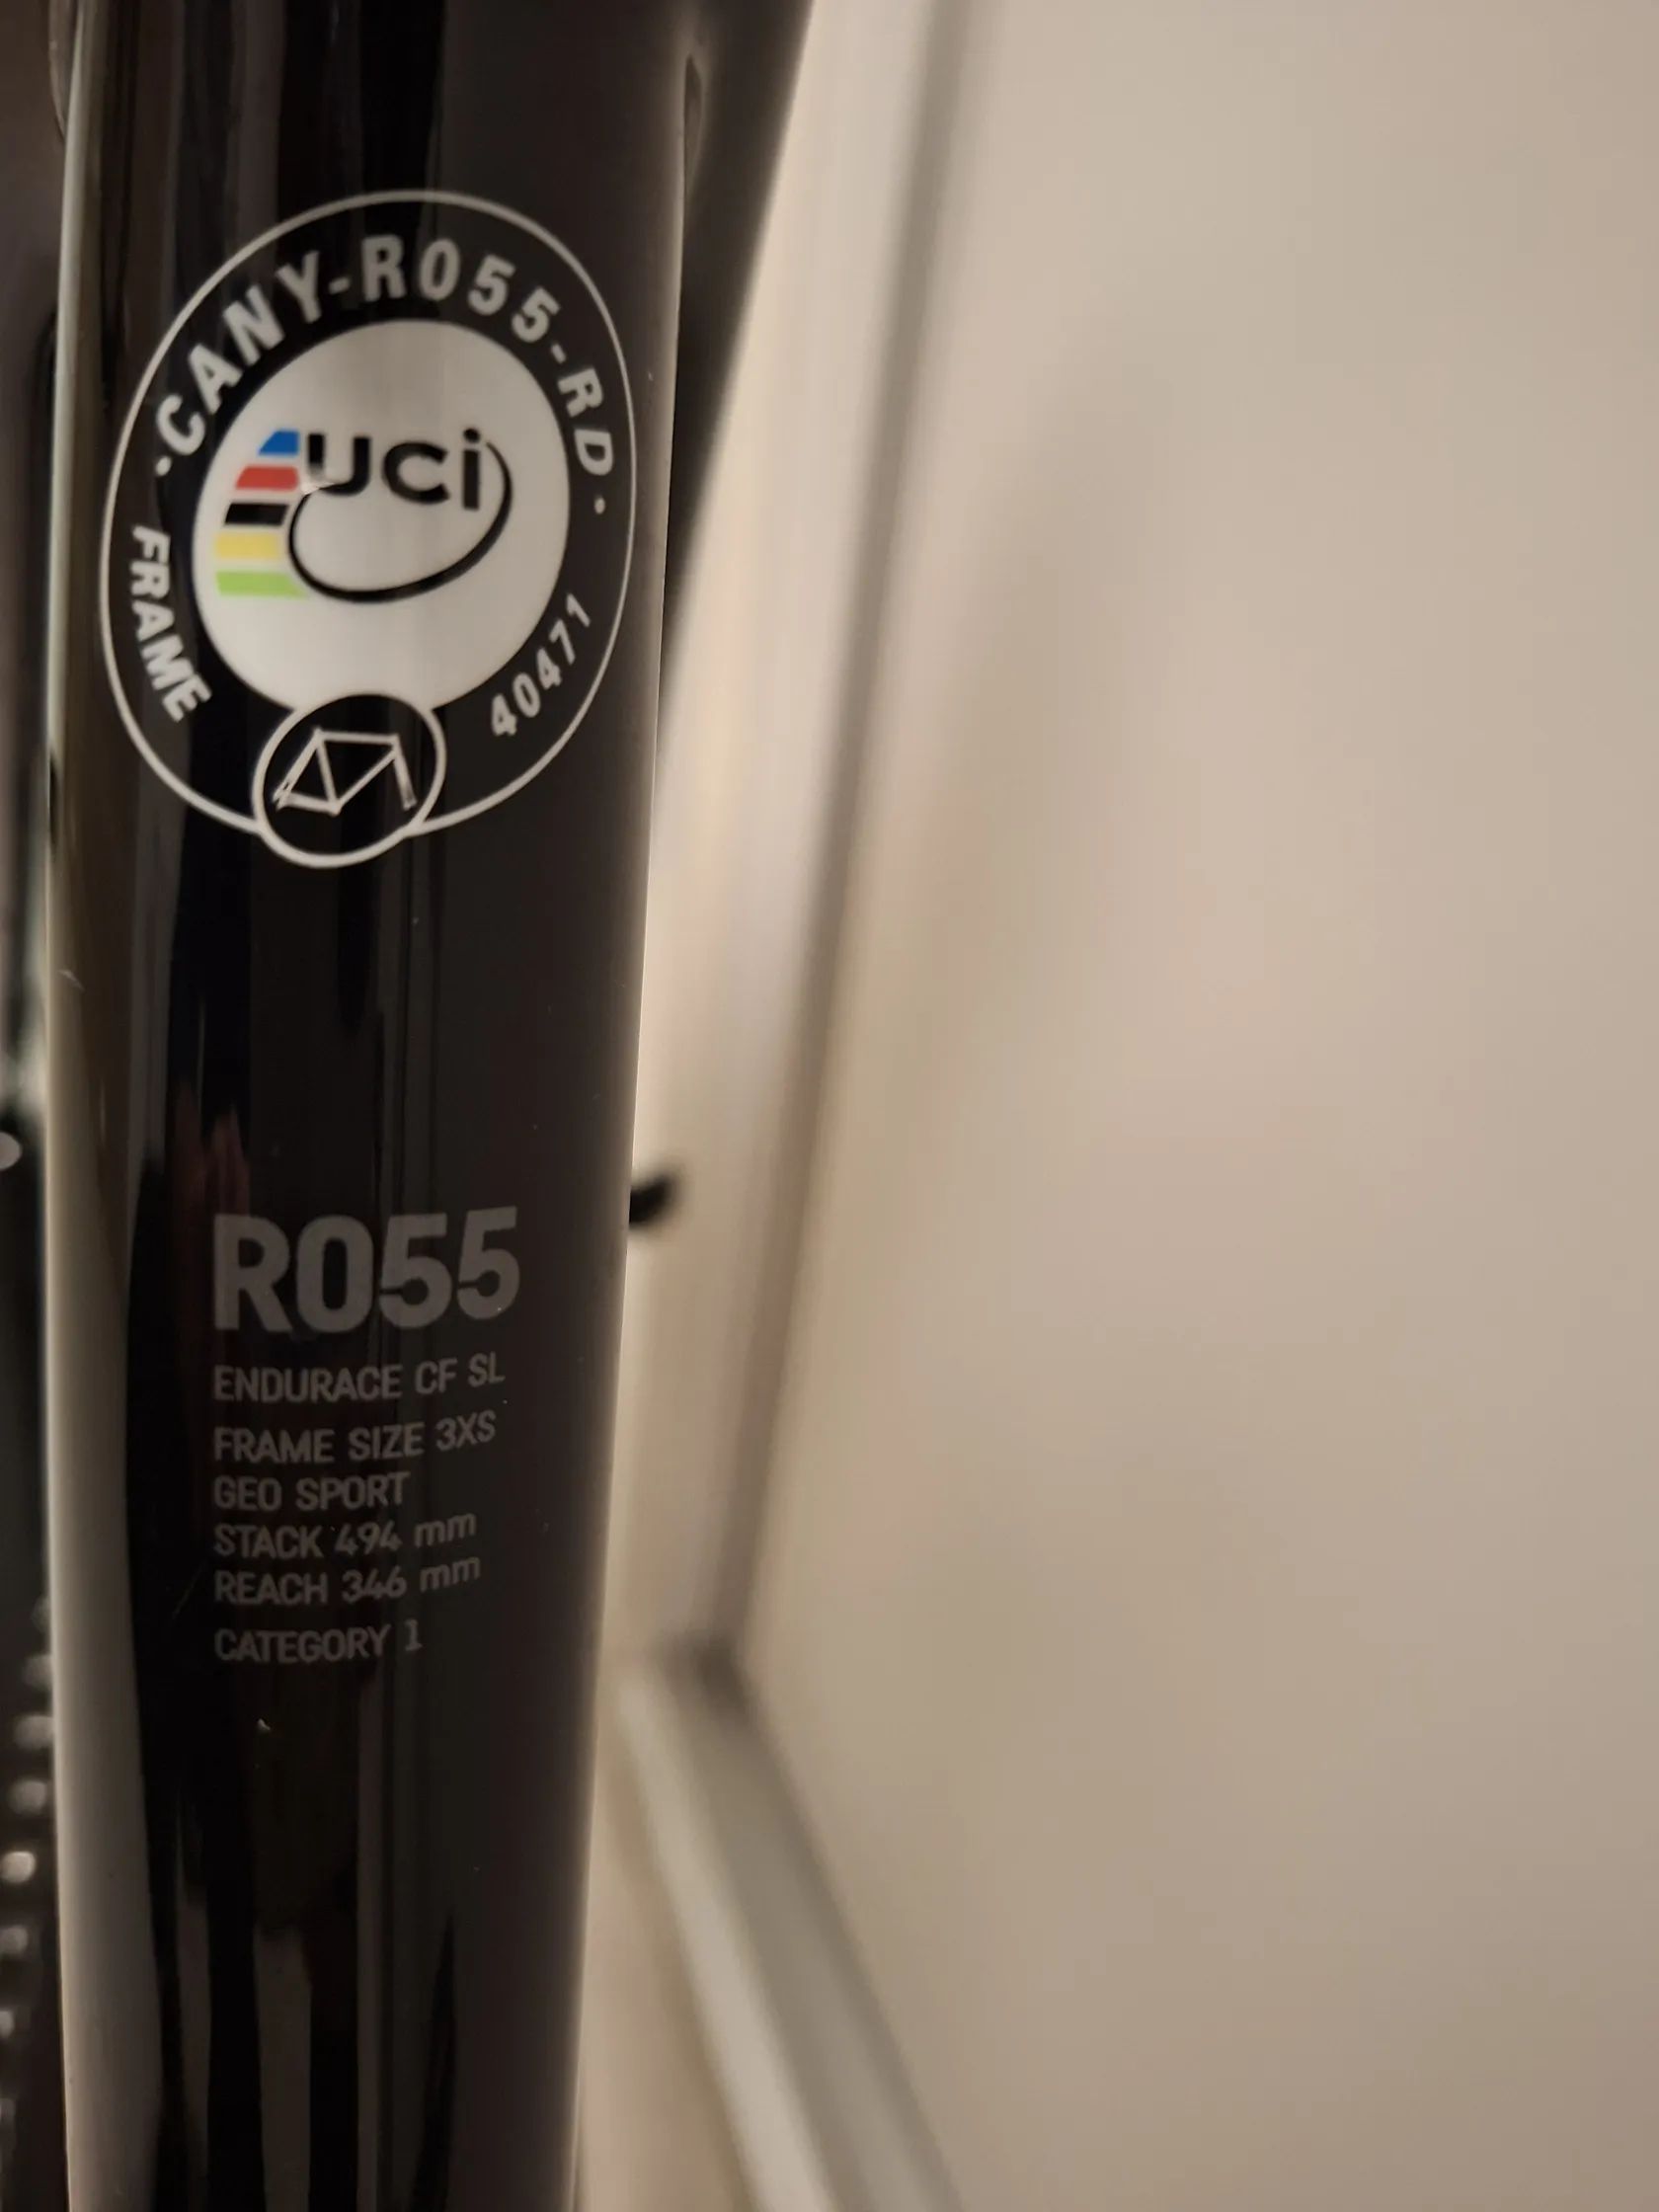 ·CANY-R055-RD·
UCi
FRAME
40471
R055
ENDURACE CF SL
FRAME SIZE 3XS
GEO SPORT
STACK 494 mm
REACH 346 mm
CATEGORY 1